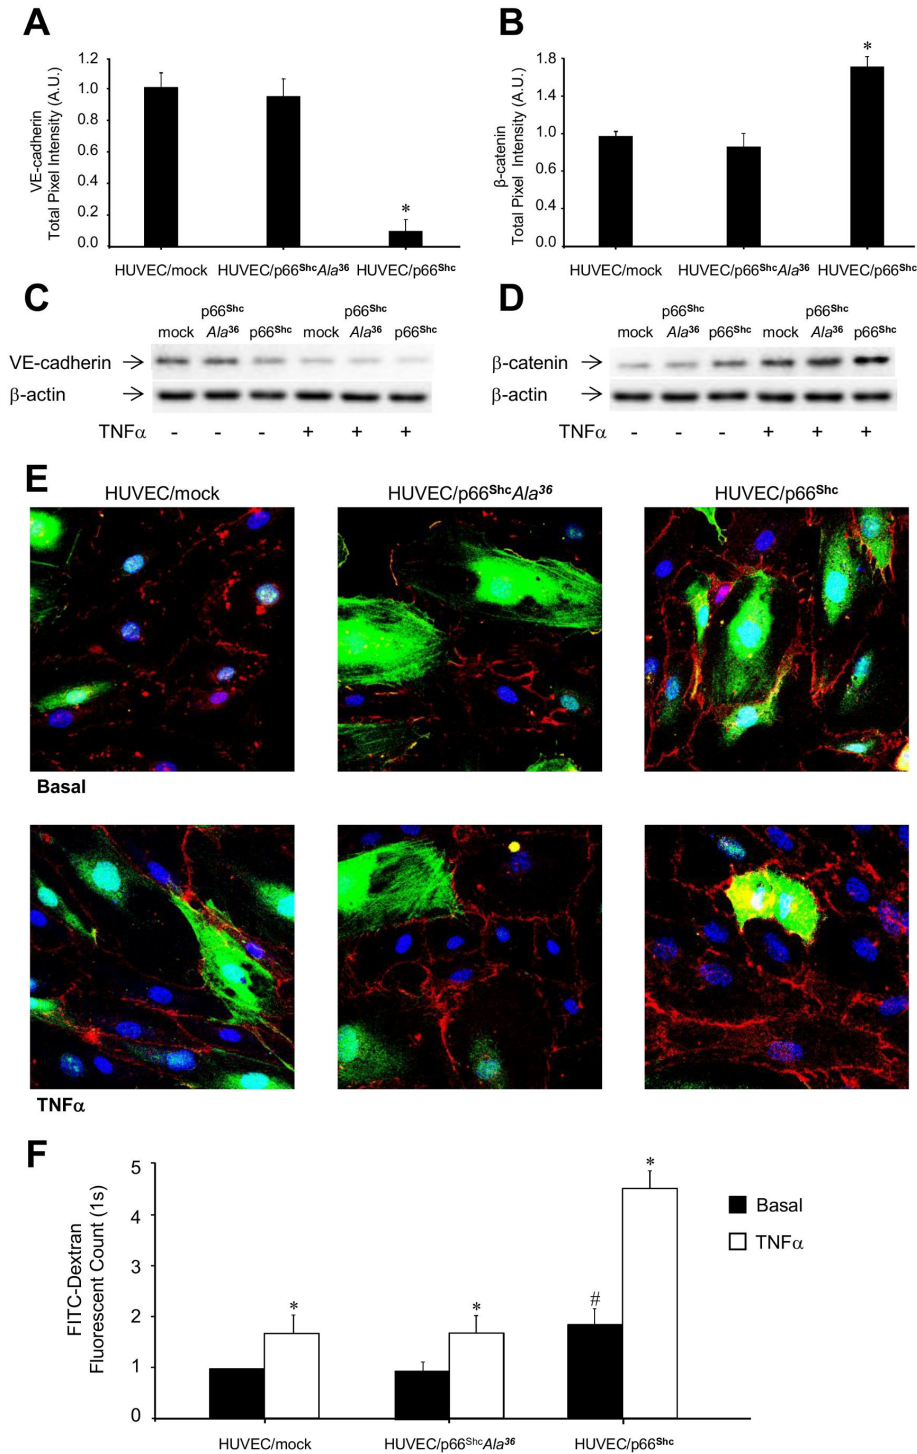 A
B
VE-cadherin
Total Pixel Intensity (A.U.)
1.2
1.0
0.8
0.6
0.4
0.2
0.0
*
HUVEC/mock HUVEC/p66ShcAla36 HUVEC/p66Shc
β-catenin
Total Pixel Intensity (A.U.)
1.8
1.4
1.0
0.6
0.4
0.0
*
HUVEC/mock HUVEC/p66ShcAla36 HUVEC/p66Shc
C
p66Shc p66Shc
mock Ala36 p66Shc mock Ala36 p66Shc
VE-cadherin →
β-actin →
TNFα - - - + + +
D
p66Shc p66Shc
mock Ala36 p66Shc mock Ala36 p66Shc
β-catenin →
β-actin →
TNFα - - - + + +
E
HUVEC/mock HUVEC/p66ShcAla36 HUVEC/p66Shc
Basal
TNFα
F
FITC-Dextran
Fluorescent Count (1s)
5
4
3
2
1
0
* * # *
Basal
TNFα
HUVEC/mock HUVEC/p66ShcAla36 HUVEC/p66Shc